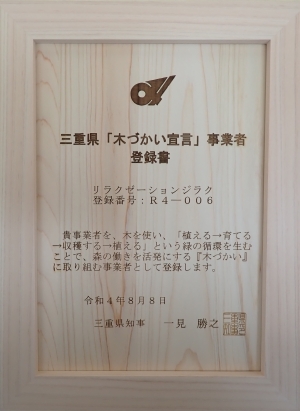 三重県「木づかい宣言」事業者
登録書
リラクゼーションジラク
登録番号：R4―006
貴事業者を、木を使い、「植える→育てる
→収穫する→植える」という緑の循環を生む
ことで、森の働きを活発にする『木づかい』
に取り組む事業者として登録します。
令和4年8月8日
三重県知事　一見　勝之